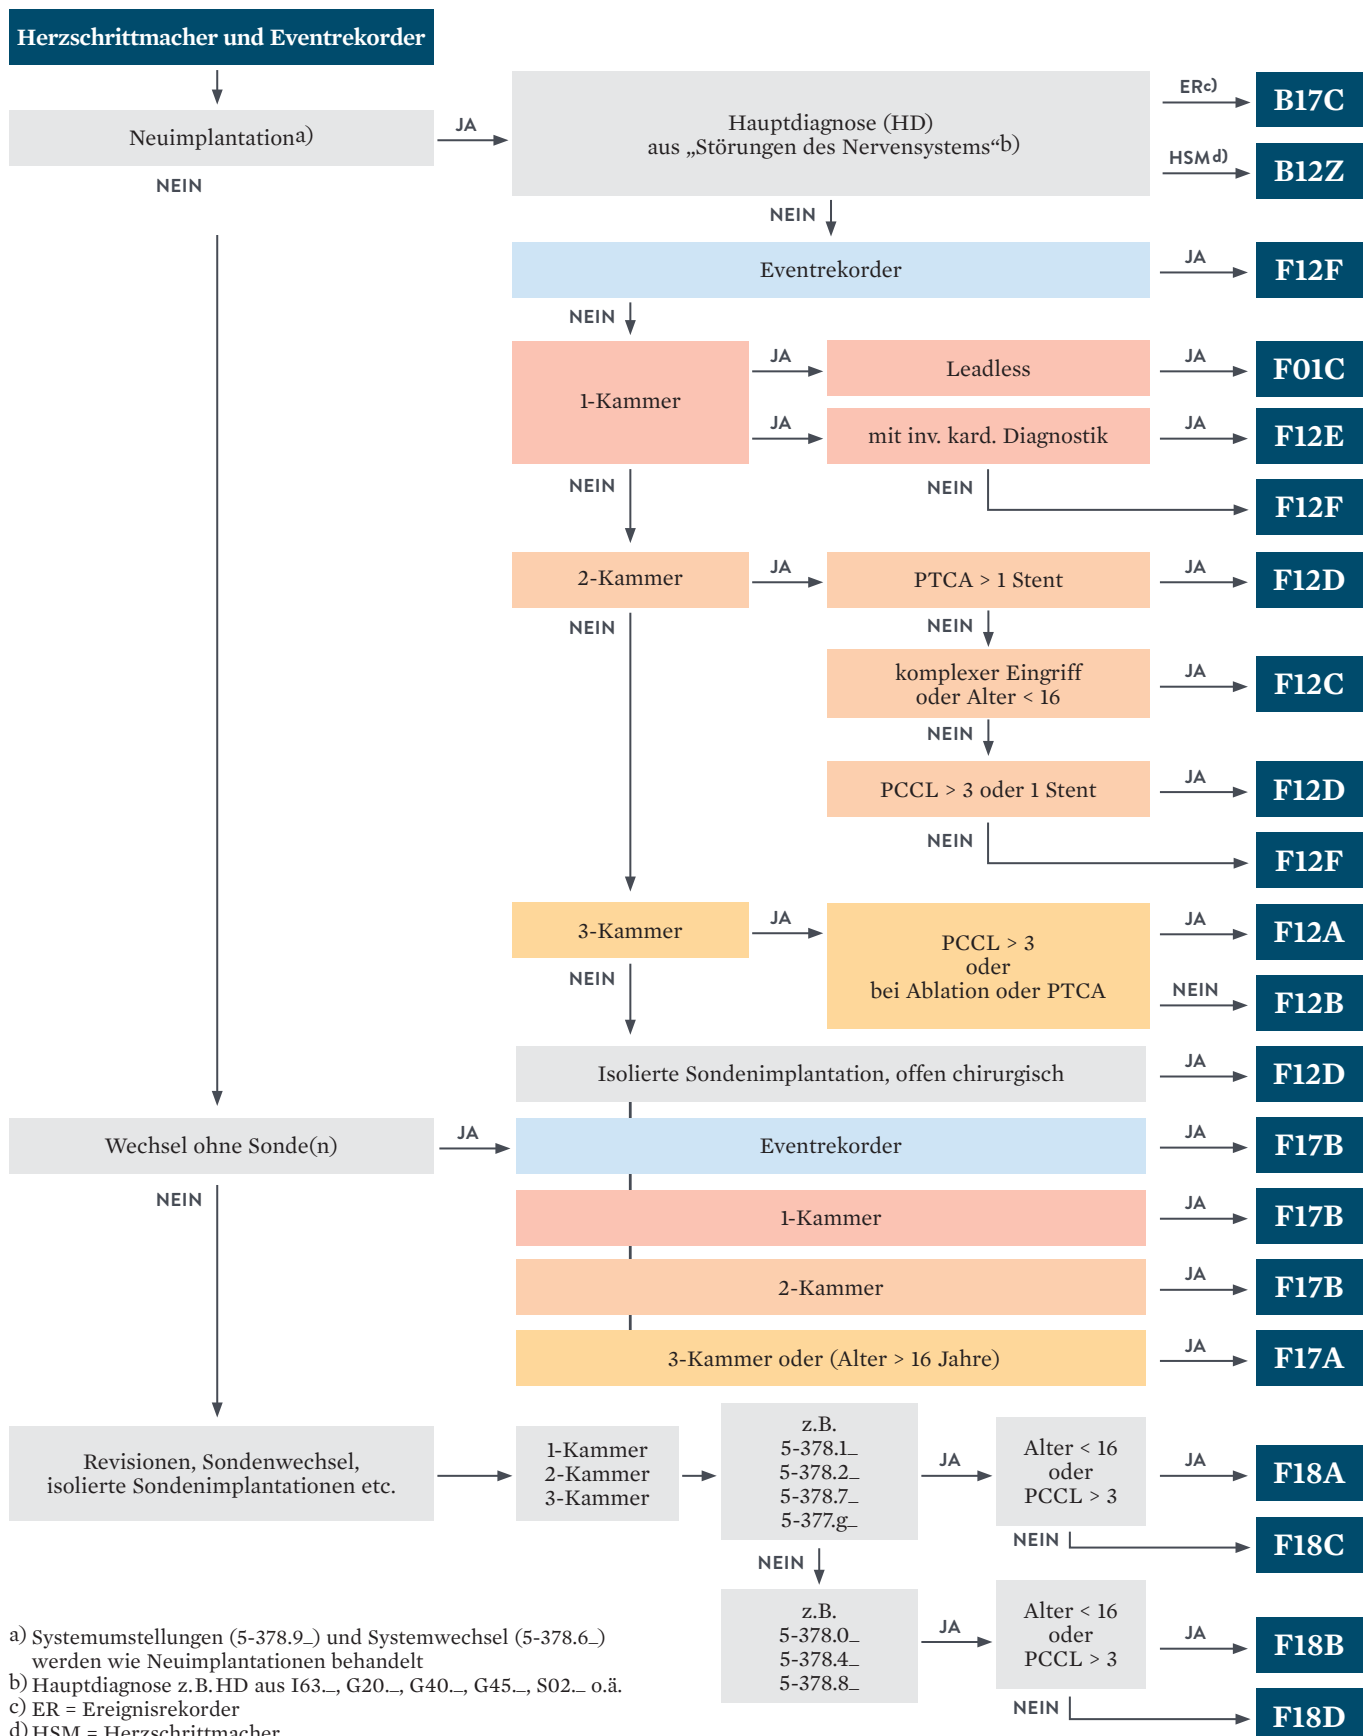 Herzschrittmacher und Eventrekorder
Neuimplantationa)
JA
NEIN
Hauptdiagnose (HD)
aus „Störungen des Nervensystems“b)
ERc)
B17C
HSMd)
B12Z
NEIN
Eventrekorder
JA
F12F
NEIN
1-Kammer
JA
Leadless
JA
F01C
JA
mit inv. kard. Diagnostik
JA
F12E
NEIN
NEIN
F12F
2-Kammer
JA
PTCA > 1 Stent
JA
F12D
NEIN
NEIN
komplexer Eingriff
oder Alter < 16
JA
F12C
NEIN
PCCL > 3 oder 1 Stent
JA
F12D
NEIN
F12F
3-Kammer
JA
PCCL > 3
oder
bei Ablation oder PTCA
JA
F12A
NEIN
F12B
NEIN
Isolierte Sondenimplantation, offen chirurgisch
JA
F12D
Wechsel ohne Sonde(n)
JA
Eventrekorder
JA
F17B
NEIN
1-Kammer
JA
F17B
2-Kammer
JA
F17B
3-Kammer oder (Alter > 16 Jahre)
JA
F17A
Revisionen, Sondenwechsel,
isolierte Sondenimplantationen etc.
1-Kammer
2-Kammer
3-Kammer
z.B.
5-378.1_
5-378.2_
5-378.7_
5-377.g_
JA
Alter < 16
oder
PCCL > 3
JA
F18A
NEIN
F18C
NEIN
z.B.
5-378.0_
5-378.4_
5-378.8_
JA
Alter < 16
oder
PCCL > 3
JA
F18B
NEIN
F18D
a) Systemumstellungen (5-378.9_) und Systemwechsel (5-378.6_)
werden wie Neuimplantationen behandelt
b) Hauptdiagnose z.B. HD aus I63._, G20._, G40._, G45._, S02._ o.ä.
c) ER = Ereignisrekorder
d) HSM = Herzschrittmacher